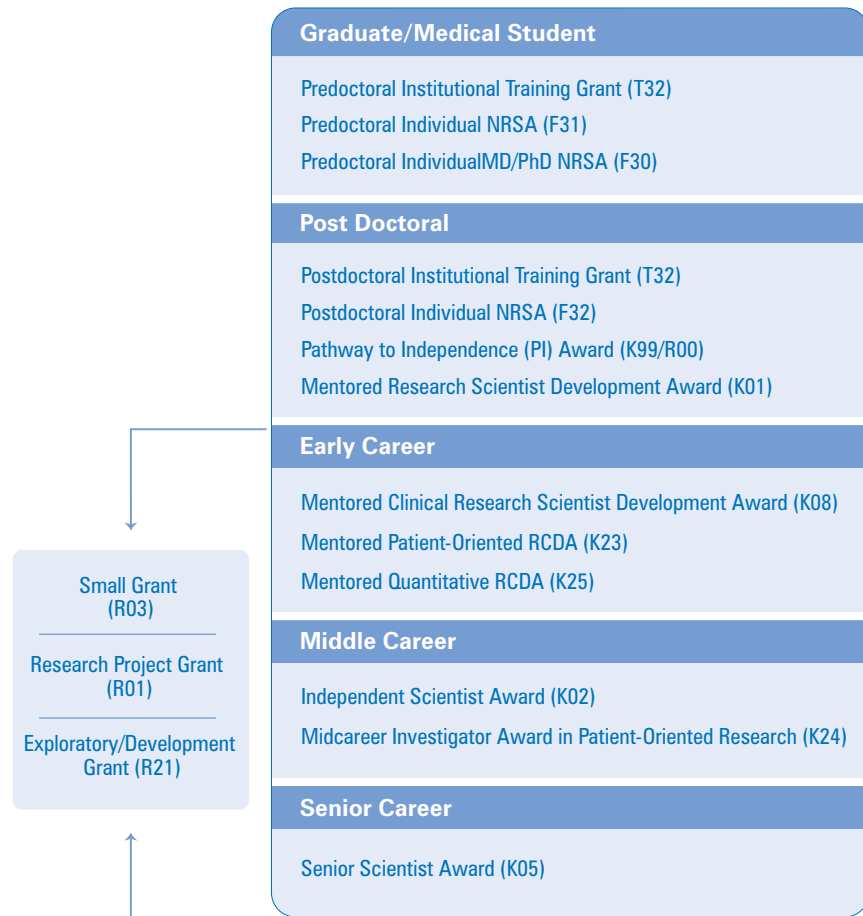 Graduate/Medical Student
Predoctoral Institutional Training Grant (T32)
Predoctoral Individual NRSA (F31)
Predoctoral IndividualMD/PhD NRSA (F30)
Post Doctoral
Postdoctoral Institutional Training Grant (T32)
Postdoctoral Individual NRSA (F32)
Pathway to Independence (PI) Award (K99/R00)
Mentored Research Scientist Development Award (K01)
Early Career
Mentored Clinical Research Scientist Development Award (K08)
Mentored Patient-Oriented RCDA (K23)
Mentored Quantitative RCDA (K25)
Middle Career
Independent Scientist Award (K02)
Midcareer Investigator Award in Patient-Oriented Research (K24)
Senior Career
Senior Scientist Award (K05)
Small Grant
(R03)
Research Project Grant
(R01)
Exploratory/Development
Grant (R21)